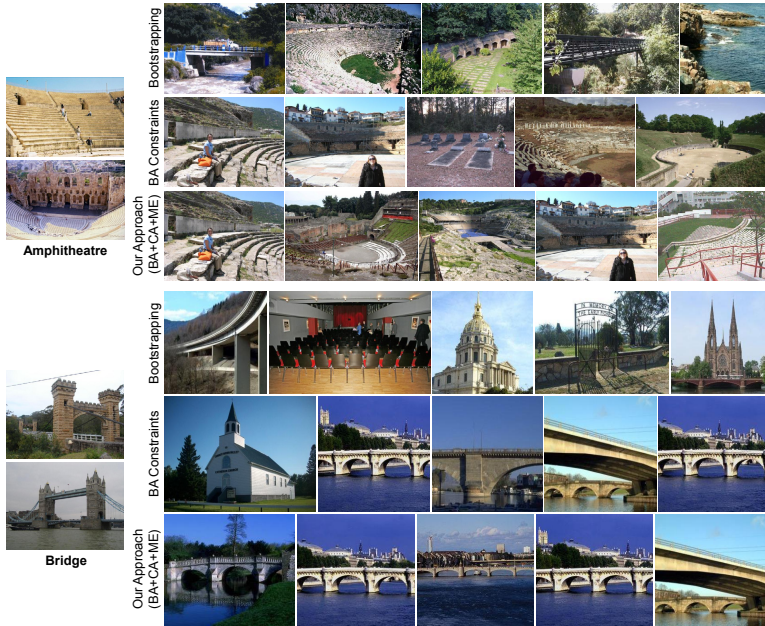 Bootstrapping
BA Constraints
Our Approach
(BA+CA+ME)
Amphitheatre
Bootstrapping
BA Constraints
Our Approach
(BA+CA+ME)
Bridge